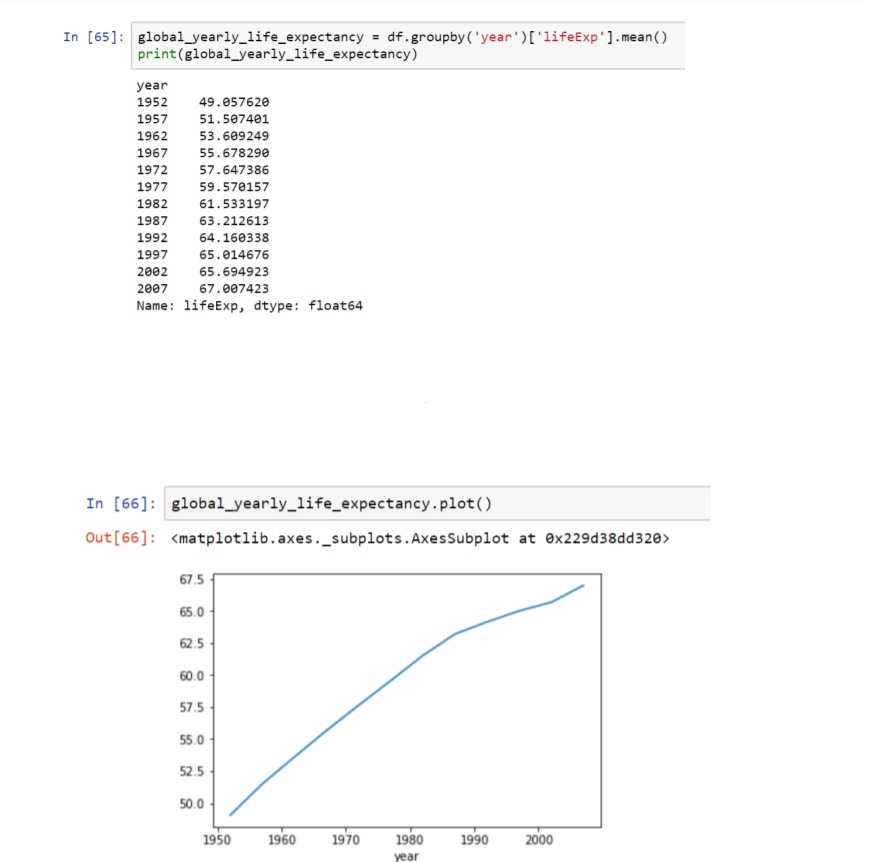 In [65]: global_yearly_life_expectancy = df.groupby('year')['lifeExp'].mean()
print(global_yearly_life_expectancy)
year
1952    49.057620
1957    51.507401
1962    53.609249
1967    55.678290
1972    57.647386
1977    59.570157
1982    61.533197
1987    63.212613
1992    64.160338
1997    65.014676
2002    65.694923
2007    67.007423
Name: lifeExp, dtype: float64
In [66]: global_yearly_life_expectancy.plot()
Out[66]: <matplotlib.axes._subplots.AxesSubplot at 0x229d38dd320>
67.5
65.0
62.5
60.0
57.5
55.0
52.5
50.0
1950 1960 1970 1980 1990 2000
year